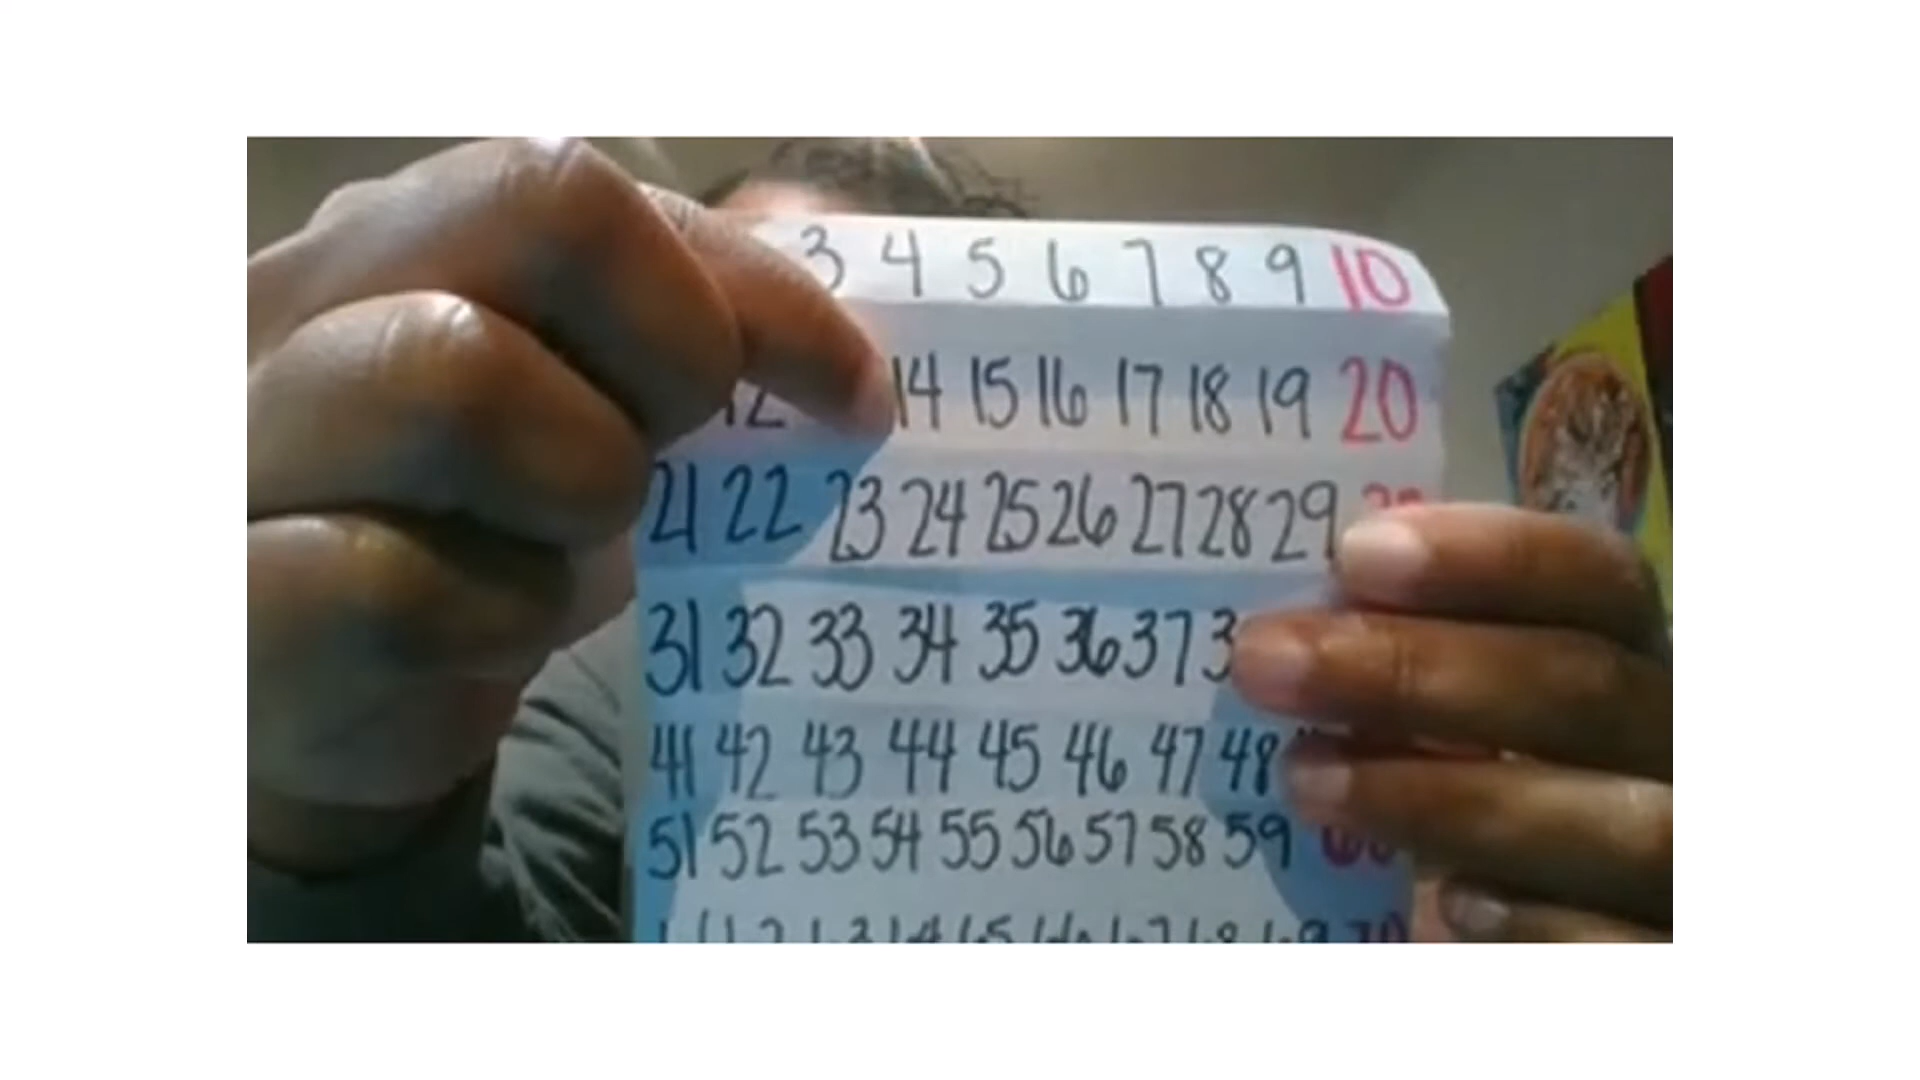 3 4 5 6 7 8 9 10
12 14 15 16 17 18 19 20
21 22 23 24 25 26 27 28 29
31 32 33 34 35 36 37
41 42 43 44 45 46 47 48
51 52 53 54 55 56 57 58 59 60